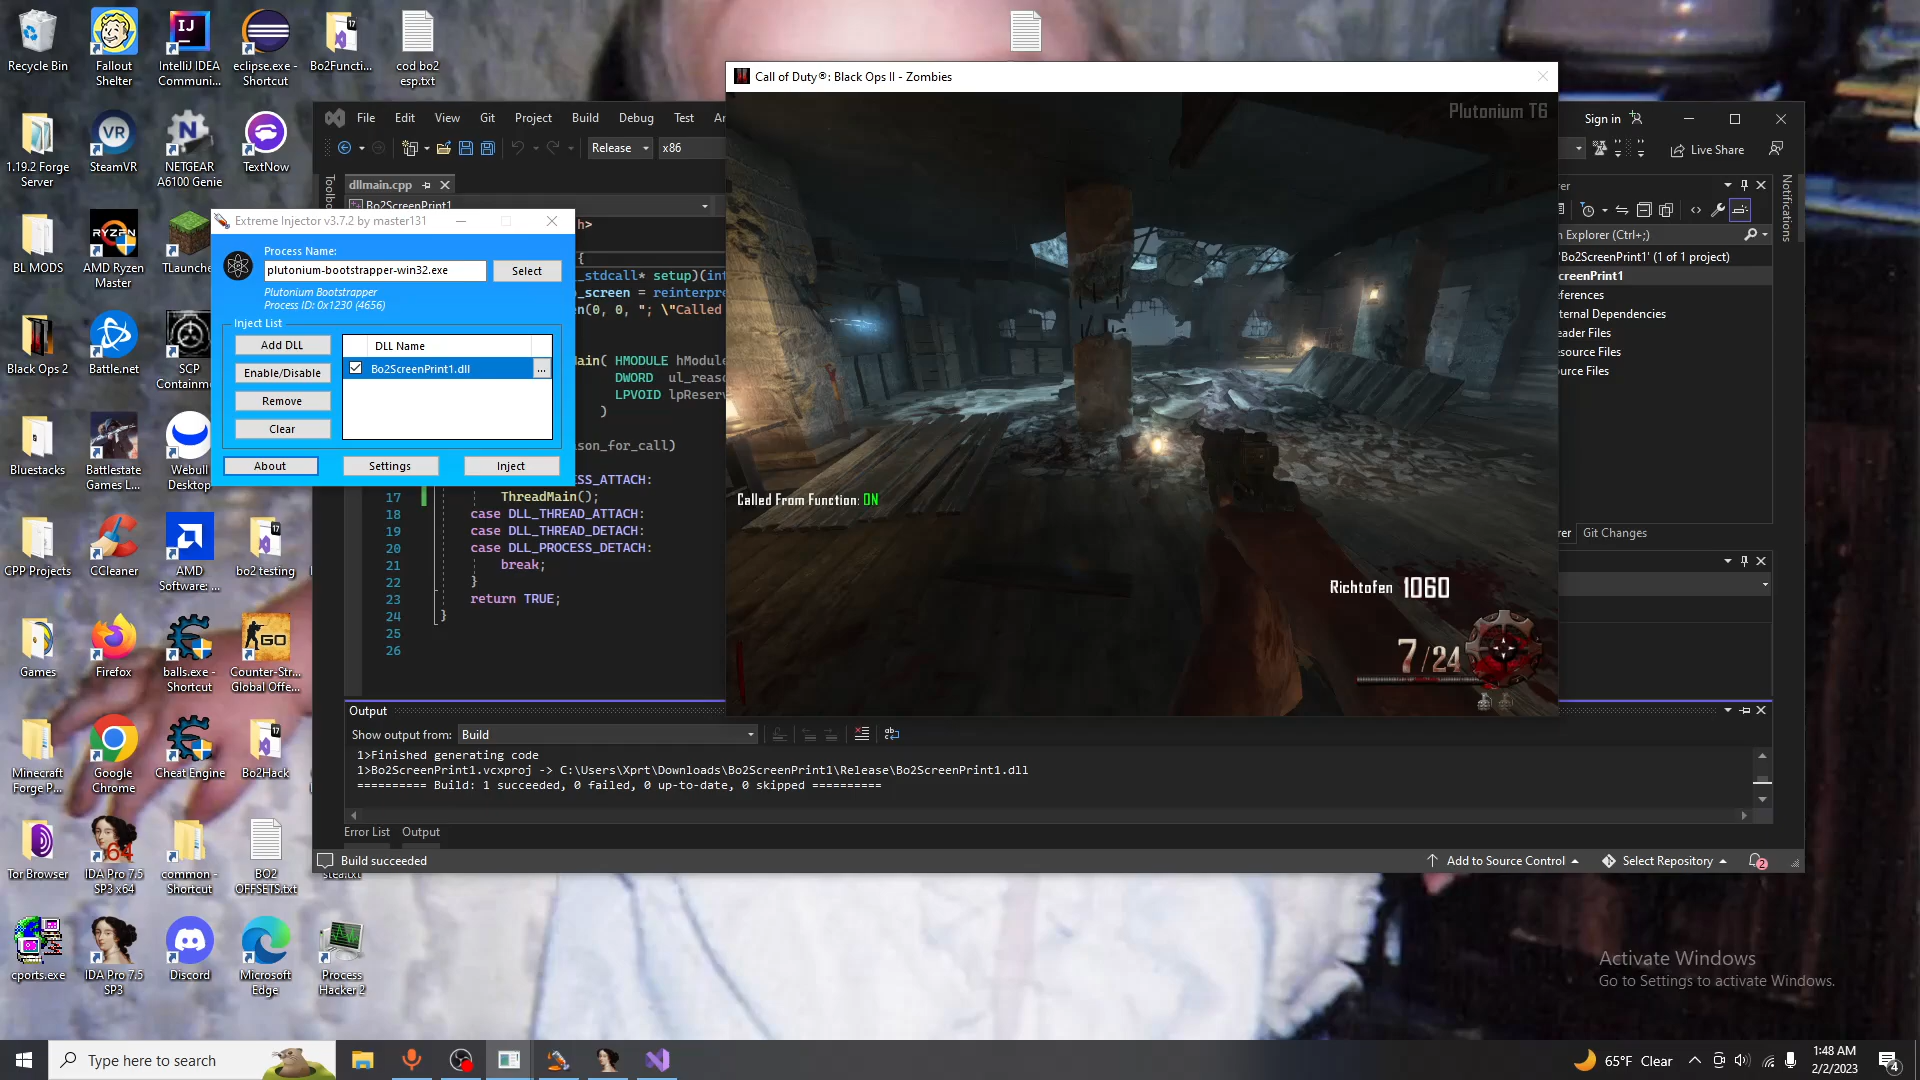 Recycle Bin
Fallout
Shelter
IntelliJ IDEA
Communi...
eclipse.exe -
Shortcut
Bo2Functi...
cod bo2
esp.txt
1.19.2 Forge
Server
SteamVR
NETGEAR
A6100 Genie
TextNow
BL MODS
AMD Ryzen
Master
TLaunche
Black Ops 2
Battle.net
SCP
Containm
Bluestacks
Battlestate
Games L...
Webull
Desktop
CPP Projects
CCleaner
AMD
Software: ...
bo2 testing
Games
Firefox
balls.exe -
Shortcut
Counter-Str...
Global Offe...
Minecraft
Forge P...
Google
Chrome
Cheat Engine
Bo2Hack
Tor Browser
IDA Pro 7.5
SP3 x64
common -
Shortcut
BO2
OFFSETS.txt
cports.exe
IDA Pro 7.5
SP3
Discord
Microsoft
Edge
Process
Hacker 2
File Edit View Git Project Build Debug Test
Release x86
dllmain.cpp
Bo2ScreenPrint1
Extreme Injector v3.7.2 by master131
Process Name:
plutonium-bootstrapper-win32.exe
Select
Plutonium Bootstrapper
Process ID: 0x1230 (4656)
Inject List
Add DLL
Enable/Disable
Remove
Clear
DLL Name
Bo2ScreenPrint1.dll
...
About
Settings
Inject
h>
{
_stdcall* setup)(int
_screen = reinterpre
n(0, 0, "; \"Called
ain( HMODULE hModule
DWORD ul_reaso
LPVOID lpReserv
)
son_for_call)
SS_ATTACH:
17 ThreadMain();
18 case DLL_THREAD_ATTACH:
19 case DLL_THREAD_DETACH:
20 case DLL_PROCESS_DETACH:
21 break;
22 }
23 return TRUE;
24 }
25
26
Call of Duty®: Black Ops II - Zombies
Plutonium T6
Called From Function: ON
Richtofen 1060
7/24
Sign in
Live Share
Notifications
rer
n Explorer (Ctrl+;)
'Bo2ScreenPrint1' (1 of 1 project)
creenPrint1
eferences
ternal Dependencies
eader Files
esource Files
ource Files
rer Git Changes
Output
Show output from: Build
1>Finished generating code
1>Bo2ScreenPrint1.vcxproj -> C:\Users\Xprt\Downloads\Bo2ScreenPrint1\Release\Bo2ScreenPrint1.dll
========== Build: 1 succeeded, 0 failed, 0 up-to-date, 0 skipped ==========
Error List Output
Build succeeded
Add to Source Control
Select Repository
2
Activate Windows
Go to Settings to activate Windows.
Type here to search
65°F Clear
1:48 AM
2/2/2023
4